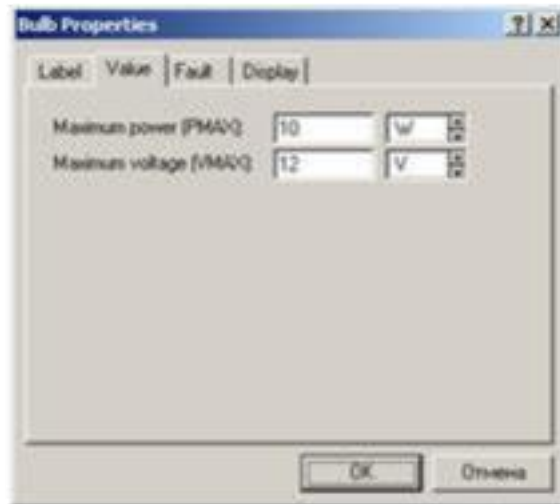 Bulb Properties ? X
Label Value Fault Display
Maximum power (PMAX) 10 W
Maximum voltage (VMAX) 12 V
OK Отмена